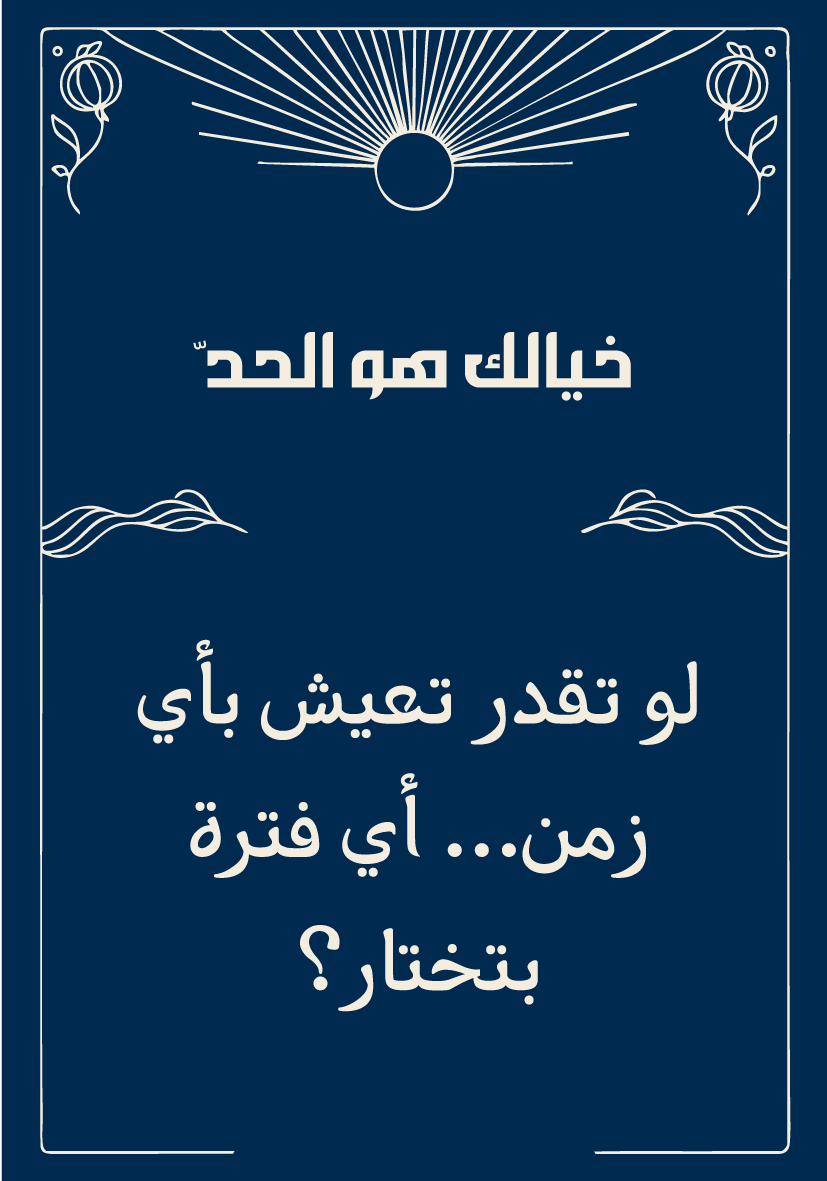 خيالك هو الحدّ
لو تقدر تعيش بأي
زمن... أي فترة
بتختار؟